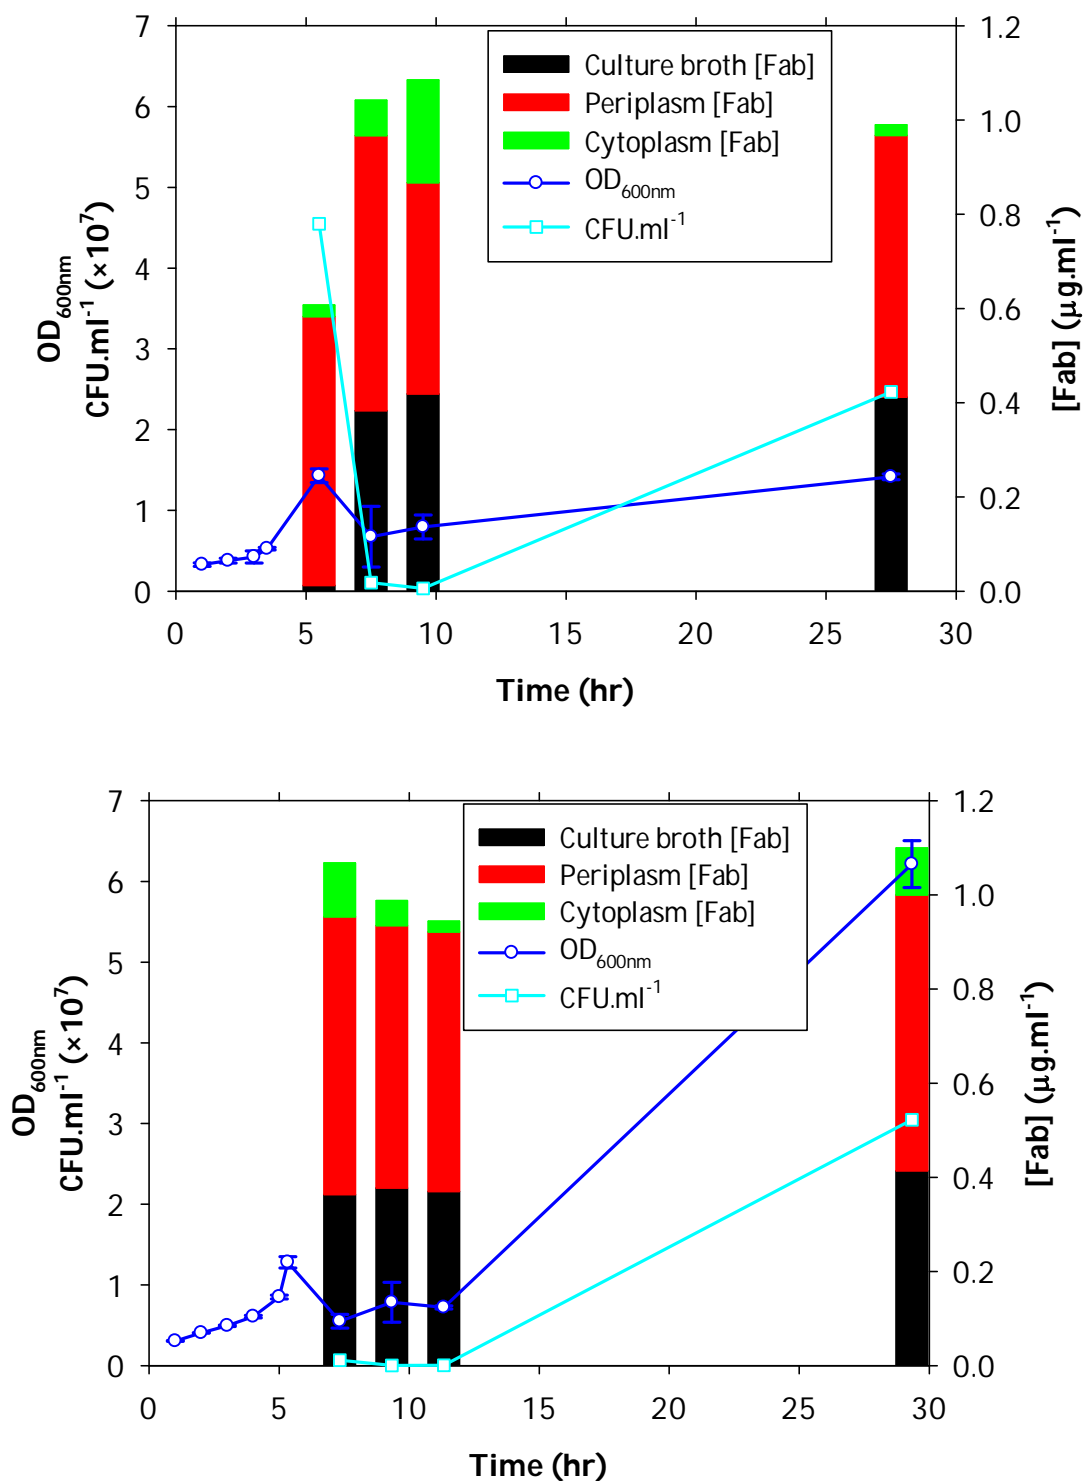 7
6
5
4
3
2
1
0
OD600nm
CFU.ml-1 (×10^7)
Culture broth [Fab]
Periplasm [Fab]
Cytoplasm [Fab]
OD600nm
CFU.ml-1
1.2
1.0
0.8
0.6
0.4
0.2
0.0
[Fab] (µg.ml-1)
0 5 10 15 20 25 30
Time (hr)
7
6
5
4
3
2
1
0
OD600nm
CFU.ml-1 (×10^7)
Culture broth [Fab]
Periplasm [Fab]
Cytoplasm [Fab]
OD600nm
CFU.ml-1
1.2
1.0
0.8
0.6
0.4
0.2
0.0
[Fab] (µg.ml-1)
0 5 10 15 20 25 30
Time (hr)